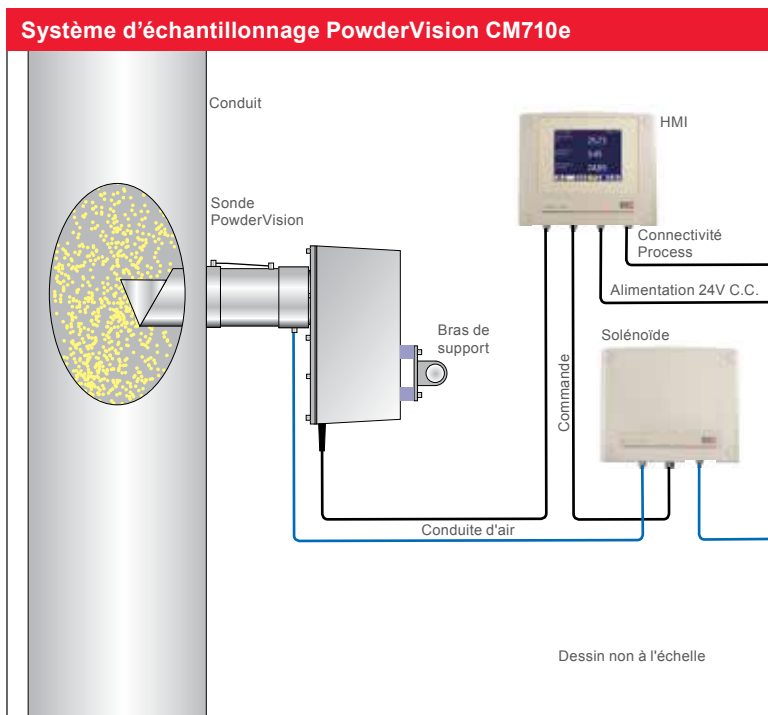 Système d'échantillonnage PowderVision CM710e
Conduit
HMI
Sonde
PowderVision
Connectivité
Process
Alimentation 24V C.C.
Bras de
support
Solénoïde
Commande
Conduite d'air
Dessin non à l'échelle